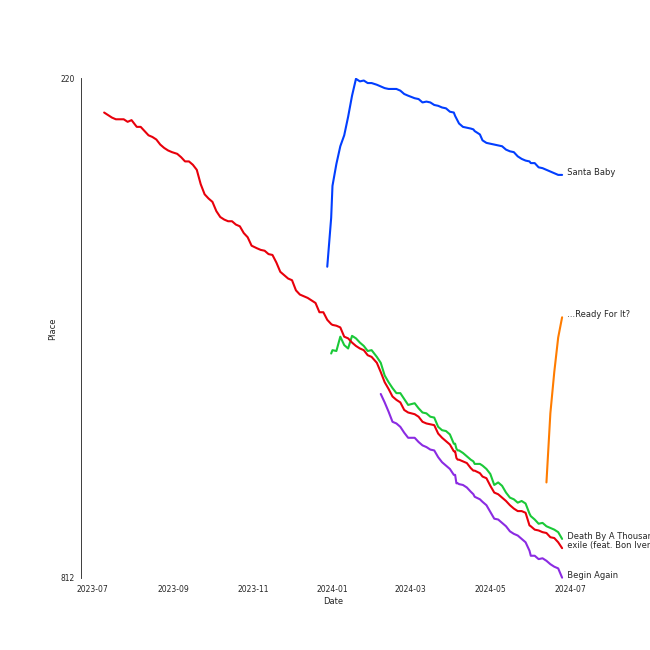 220
Santa Baby
...Ready For It?
Place
Death By A Thousan
exile (feat. Bon Iver
Begin Again
812
2023-07 2023-09 2023-11 2024-01 2024-03 2024-05 2024-07
Date